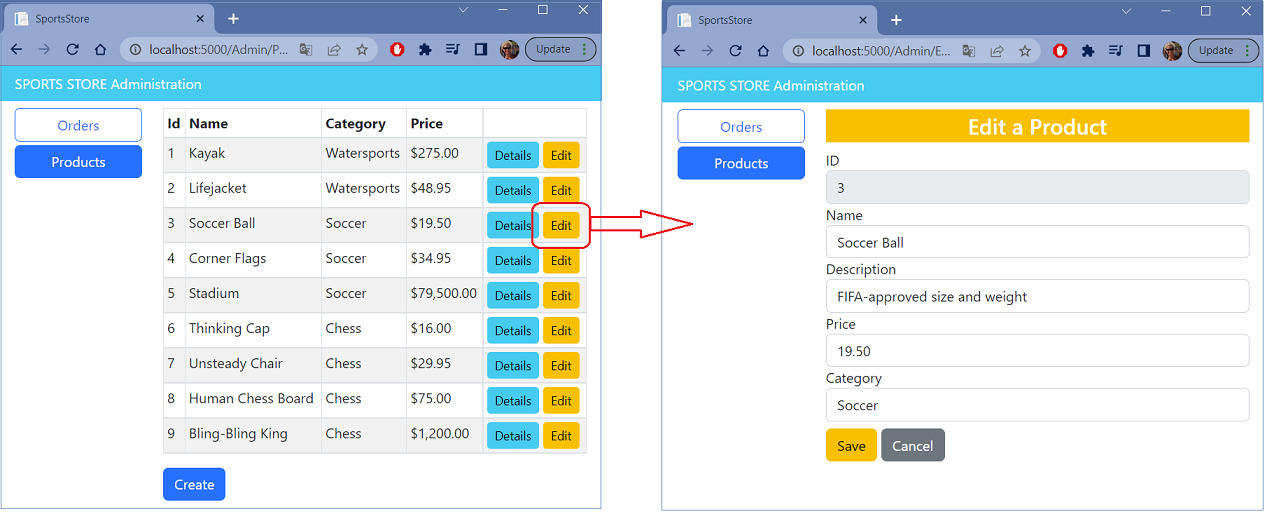 SportsStore
localhost:5000/Admin/P...
Update
SPORTS STORE Administration
Orders
Products
Id Name Category Price
1 Kayak Watersports $275.00 Details Edit
2 Lifejacket Watersports $48.95 Details Edit
3 Soccer Ball Soccer $19.50 Details Edit
4 Corner Flags Soccer $34.95 Details Edit
5 Stadium Soccer $79,500.00 Details Edit
6 Thinking Cap Chess $16.00 Details Edit
7 Unsteady Chair Chess $29.95 Details Edit
8 Human Chess Board Chess $75.00 Details Edit
9 Bling-Bling King Chess $1,200.00 Details Edit
Create
SportsStore
localhost:5000/Admin/E...
Update
SPORTS STORE Administration
Orders
Products
Edit a Product
ID
3
Name
Soccer Ball
Description
FIFA-approved size and weight
Price
19.50
Category
Soccer
Save Cancel